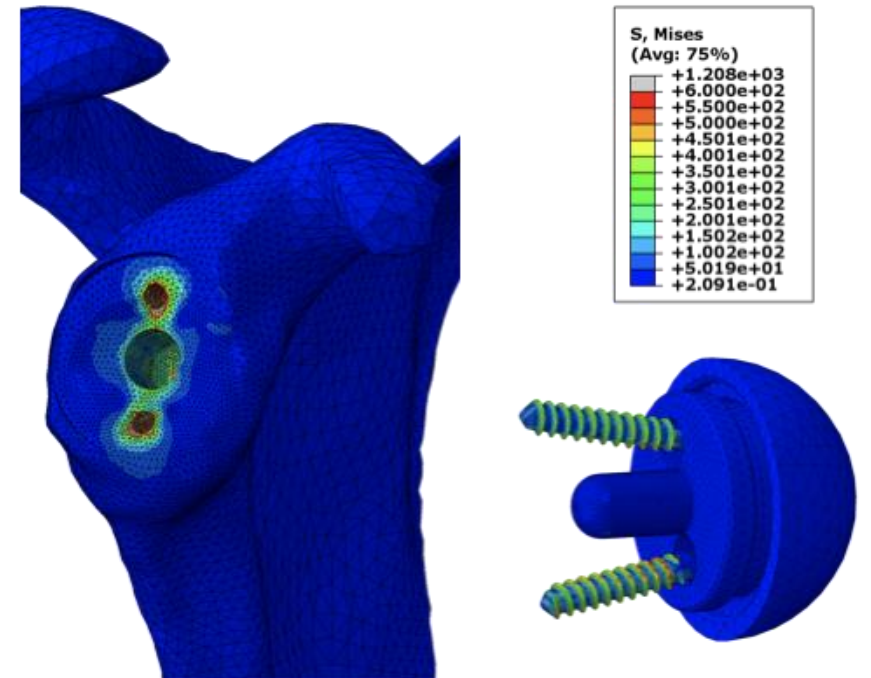 S, Mises
(Avg: 75%)
+1.208e+03
+6.000e+02
+5.500e+02
+5.000e+02
+4.501e+02
+4.001e+02
+3.501e+02
+3.001e+02
+2.501e+02
+2.001e+02
+1.502e+02
+1.002e+02
+5.019e+01
+2.091e-01